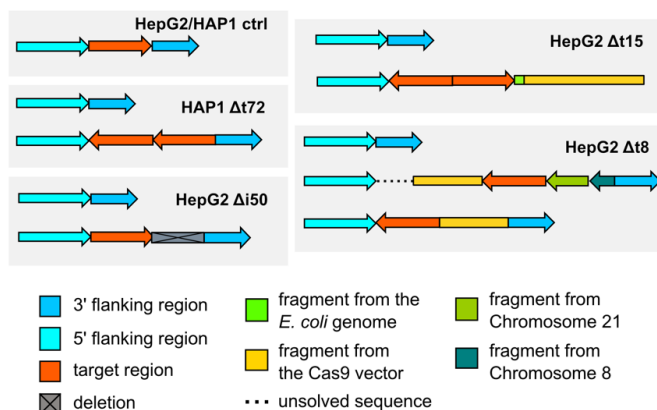 HepG2/HAP1 ctrl
HAP1 Δt72
HepG2 Δi50
HepG2 Δt15
HepG2 Δt8
3' flanking region
5' flanking region
target region
deletion
fragment from the
E. coli genome
fragment from
the Cas9 vector
unsolved sequence
fragment from
Chromosome 21
fragment from
Chromosome 8